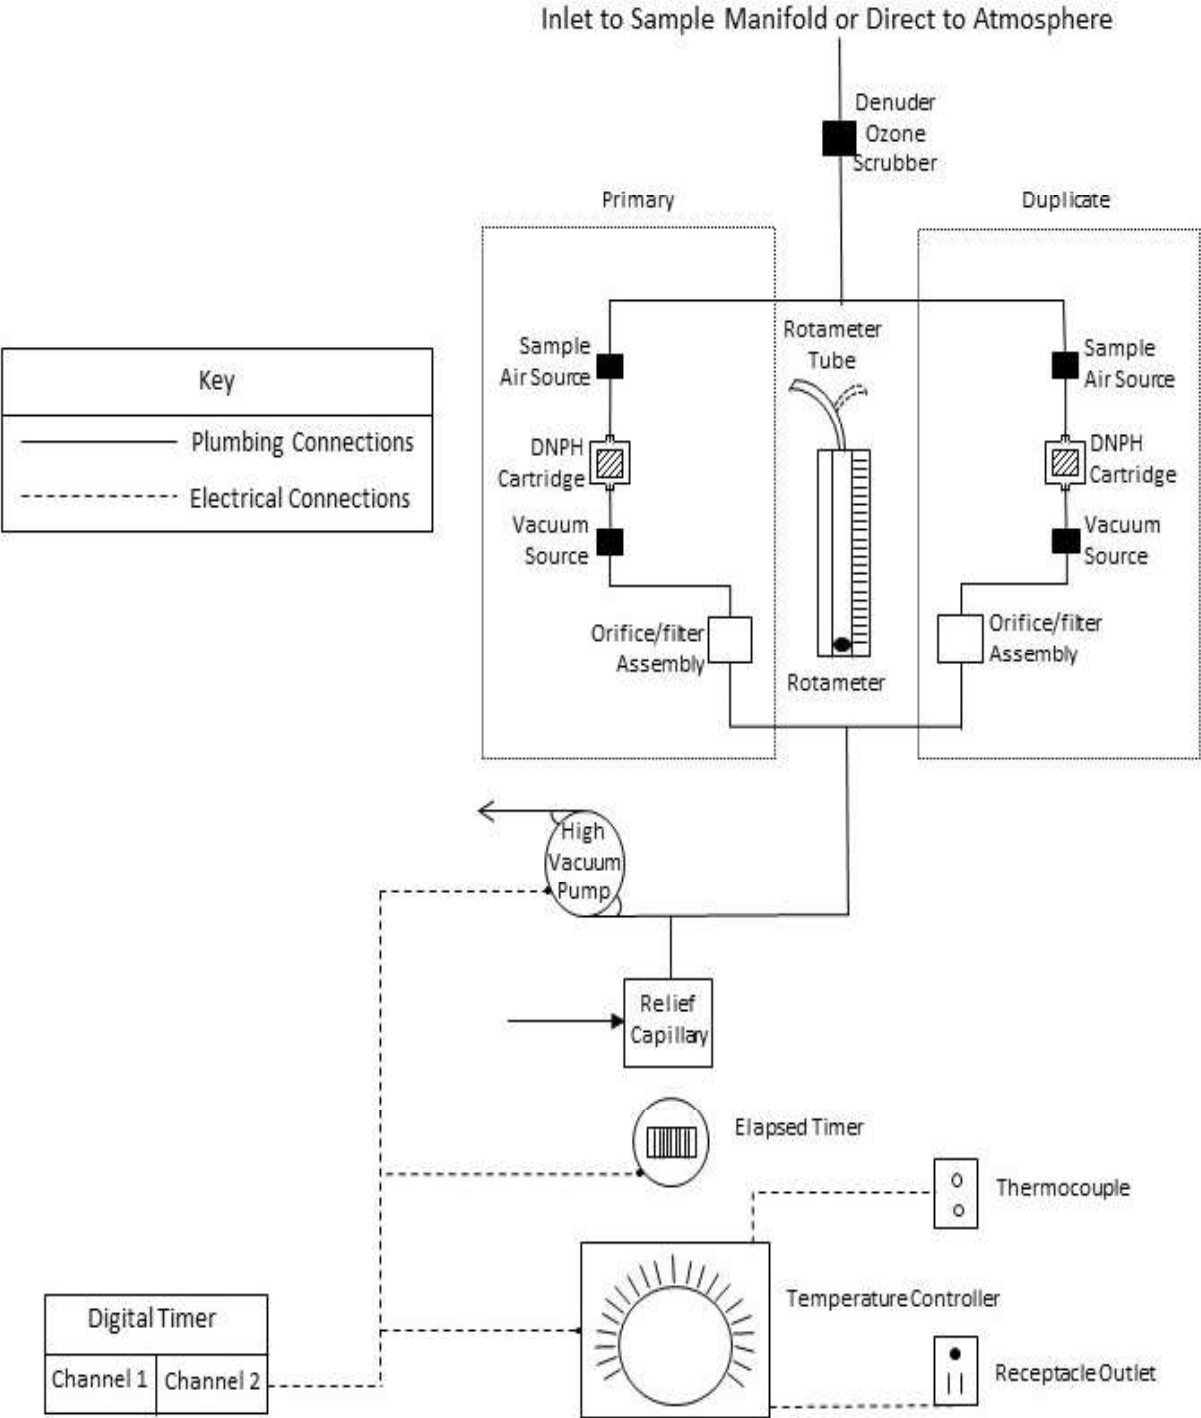 Inlet to Sample Manifold or Direct to Atmosphere
Denuder
Ozone
Scrubber
Primary
Duplicate
Sample
Air Source
DNPH
Cartridge
Vacuum
Source
Orifice/filter
Assembly
Rotameter
Tube
Rotameter
Sample
Air Source
DNPH
Cartridge
Vacuum
Source
Orifice/filter
Assembly
Key
Plumbing Connections
Electrical Connections
High
Vacuum
Pump
Relief
Capillary
Elapsed Timer
Thermocouple
Temperature Controller
Receptacle Outlet
Digital Timer
Channel 1
Channel 2